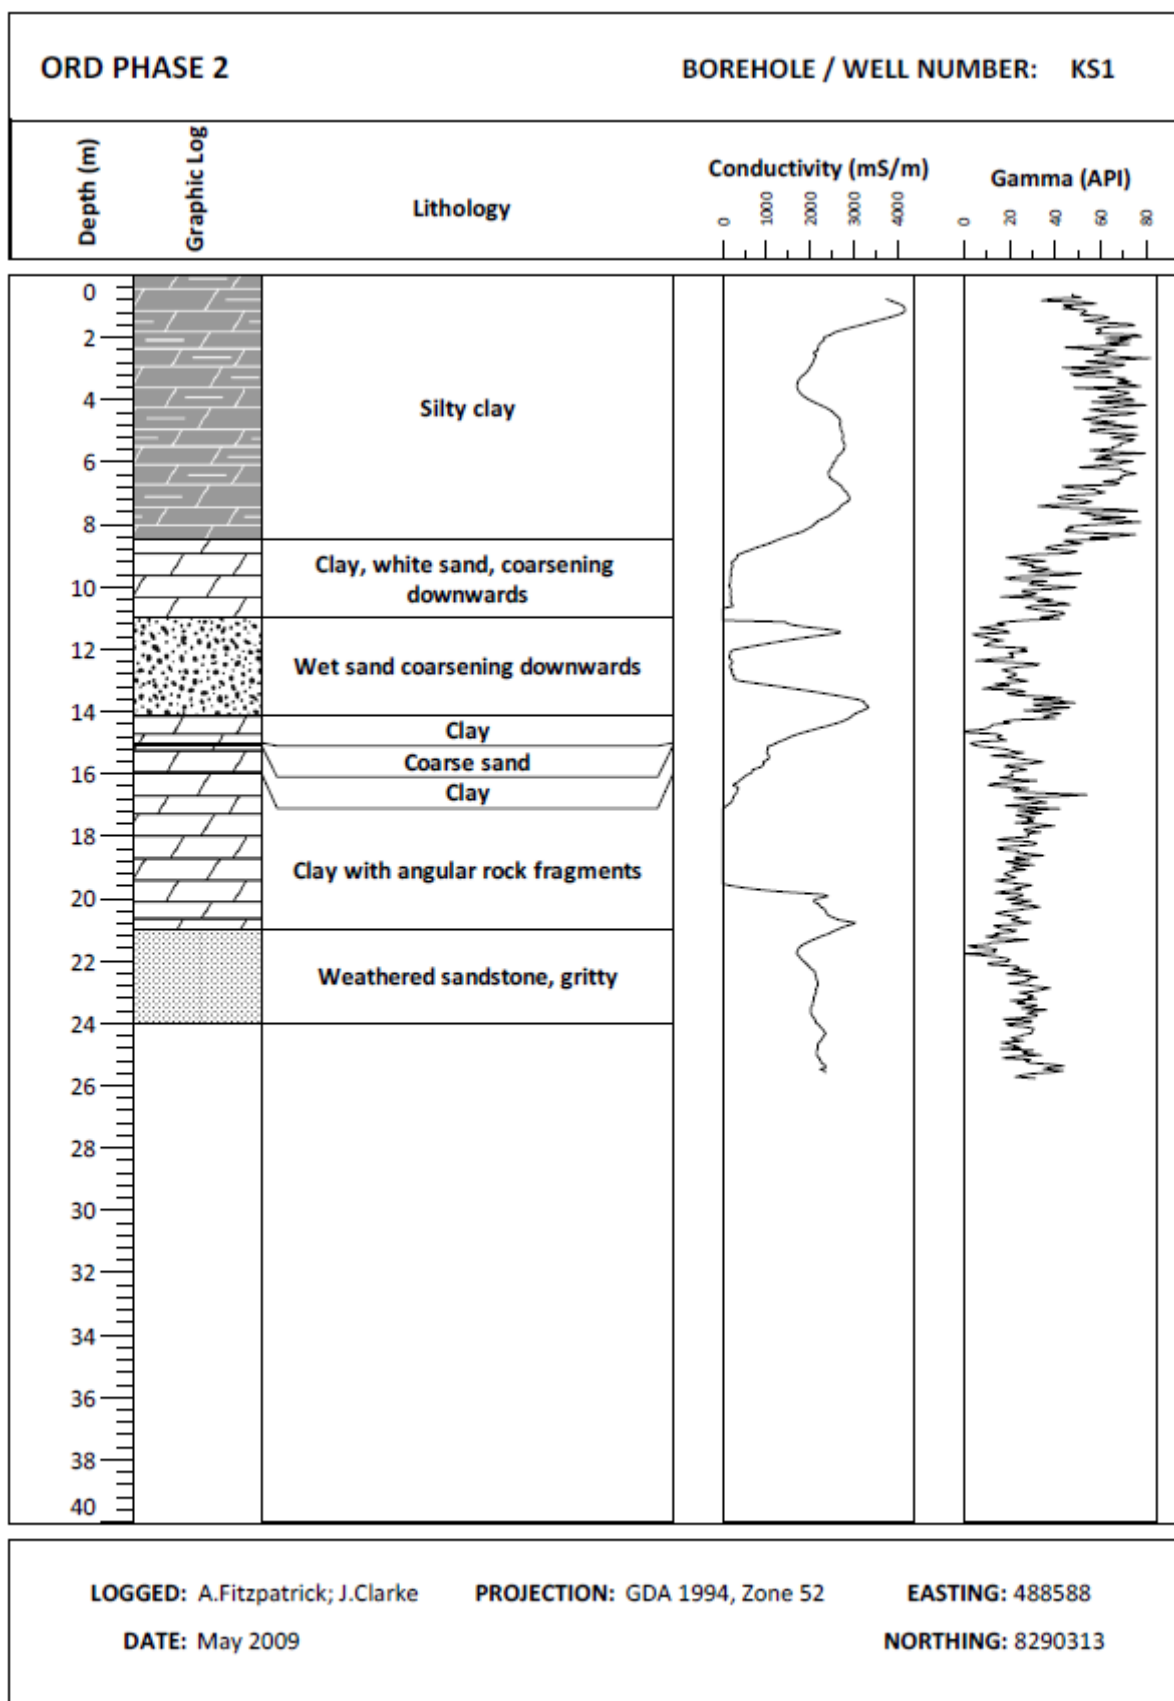 ORD PHASE 2
BOREHOLE / WELL NUMBER: KS1
Depth (m)
Graphic Log
Lithology
Conductivity (mS/m)
0 1000 2000 3000 4000
Gamma (API)
0 20 40 60 80
0
2
4
Silty clay
6
8
Clay, white sand, coarsening
10
downwards
12
Wet sand coarsening downwards
14
Clay
Coarse sand
16
Clay
18
Clay with angular rock fragments
20
22
Weathered sandstone, gritty
24
26
28
30
32
34
36
38
40
LOGGED: A.Fitzpatrick; J.Clarke PROJECTION: GDA 1994, Zone 52 EASTING: 488588
DATE: May 2009 NORTHING: 8290313